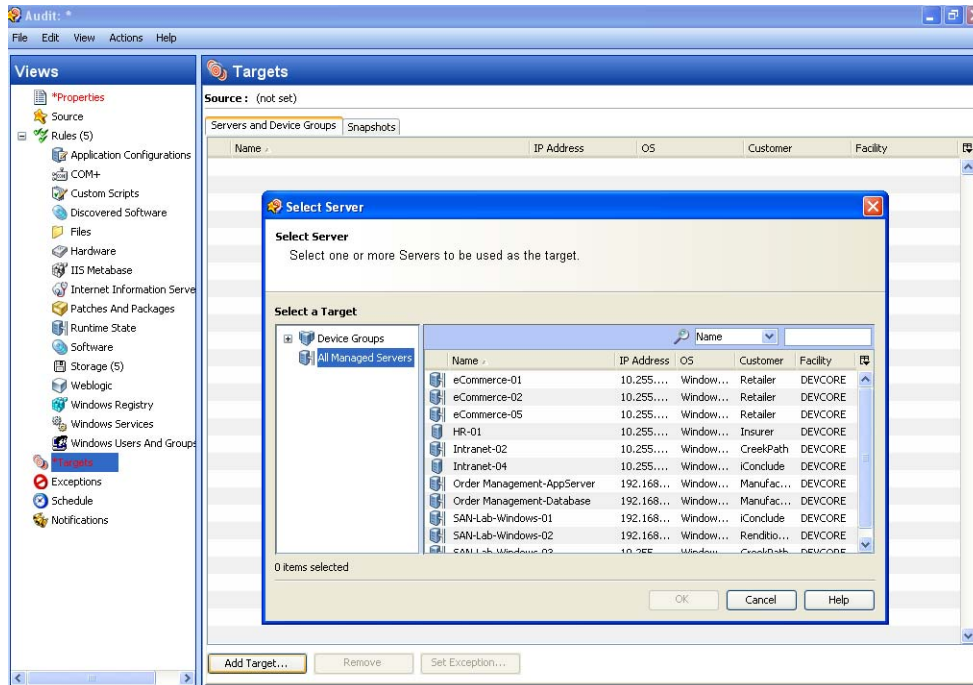 Audit: *
File Edit View Actions Help
Views
*Properties
Source
Rules (5)
Application Configurations
COM+
Custom Scripts
Discovered Software
Files
Hardware
IIS Metabase
Internet Information Serve
Patches And Packages
Runtime State
Software
Storage (5)
Weblogic
Windows Registry
Windows Services
Windows Users And Groups
*Targets
Exceptions
Schedule
Notifications
Targets
Source : (not set)
Servers and Device Groups Snapshots
Name IP Address OS Customer Facility
Select Server
Select Server
Select one or more Servers to be used as the target.
Select a Target
Device Groups
All Managed Servers
Name
Name IP Address OS Customer Facility
eCommerce-01 10.255.... Window... Retailer DEVCORE
eCommerce-02 10.255.... Window... Retailer DEVCORE
eCommerce-05 10.255.... Window... Retailer DEVCORE
HR-01 10.255.... Window... Insurer DEVCORE
Intranet-02 10.255.... Window... CreekPath DEVCORE
Intranet-04 10.255.... Window... iConclude DEVCORE
Order Management-AppServer 192.168... Window... Manufac... DEVCORE
Order Management-Database 192.168... Window... Manufac... DEVCORE
SAN-Lab-Windows-01 192.168... Window... iConclude DEVCORE
SAN-Lab-Windows-02 192.168... Window... Renditio... DEVCORE
0 items selected
OK Cancel Help
Add Target... Remove Set Exception...